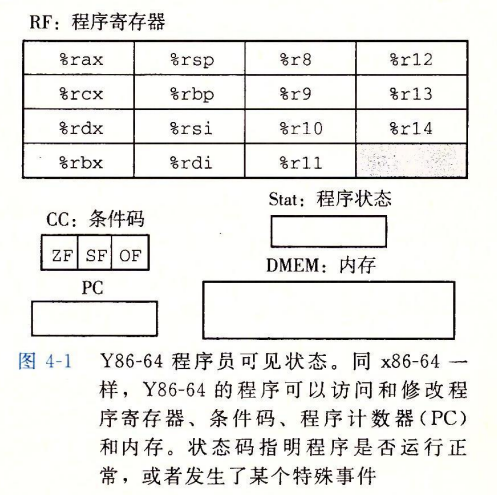 RF：程序寄存器
%rax %rsp %r8 %r12
%rcx %rbp %r9 %r13
%rdx %rsi %r10 %r14
%rbx %rdi %r11
Stat：程序状态
CC：条件码
ZF SF OF
DMEM：内存
PC
图 4-1 Y86-64 程序员可见状态。同 x86-64 一
样，Y86-64 的程序可以访问和修改程
序寄存器、条件码、程序计数器(PC)
和内存。状态码指明程序是否运行正
常，或者发生了某个特殊事件